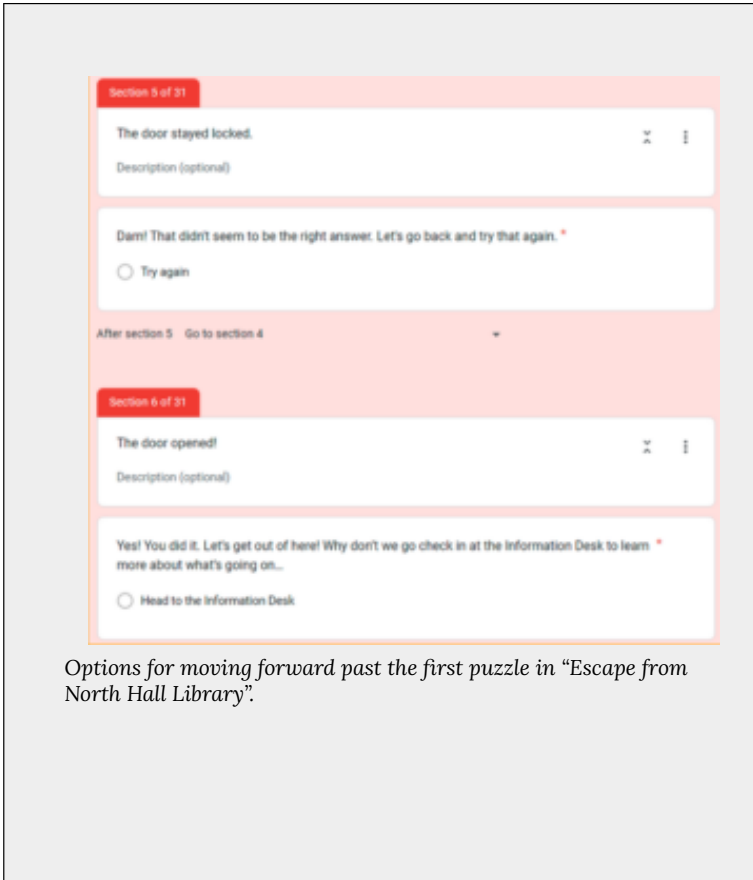 Section 5 of 31
The door stayed locked.
Description (optional)
Darn! That didn't seem to be the right answer. Let's go back and try that again. *
Try again
After section 5 Go to section 4
Section 6 of 31
The door opened!
Description (optional)
Yes! You did it. Let's get out of here! Why don't we go check in at the Information Desk to learn *
more about what's going on...
Head to the Information Desk
Options for moving forward past the first puzzle in “Escape from
North Hall Library”.